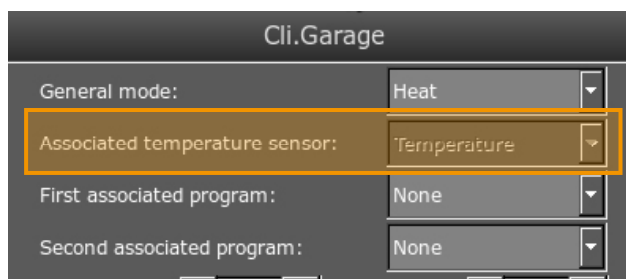 Cli.Garage
General mode: Heat
Associated temperature sensor: Temperature
First associated program: None
Second associated program: None